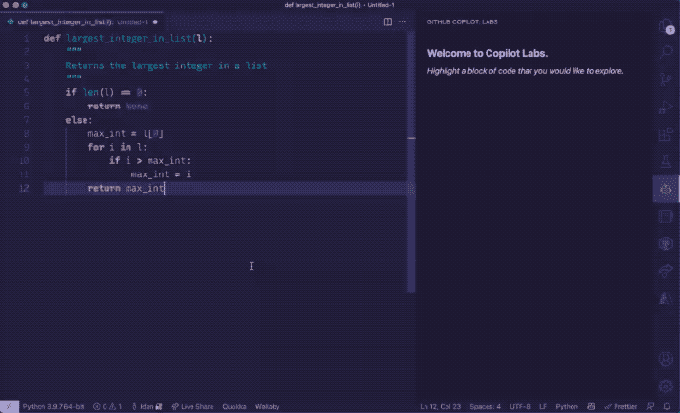 def largest_integer_in_list(l): • Untitled-1
def largest_integer_in_list(l): Untitled-1
GITHUB COPILOT LABS
1 def largest_integer_in_list(l):
2 """
3 Returns the largest integer in a list
4 """
5 if len(l) == 0:
6 return None
7 else:
8 max_int = l[0]
9 for i in l:
10 if i > max_int:
11 max_int = i
12 return max_int
Welcome to Copilot Labs.
Highlight a block of code that you would like to explore.
1
Python 3.9.7 64-bit 0 1 Idan Live Share Quokka Wallaby Ln 12, Col 23 Spaces: 4 UTF-8 LF Python Prettier